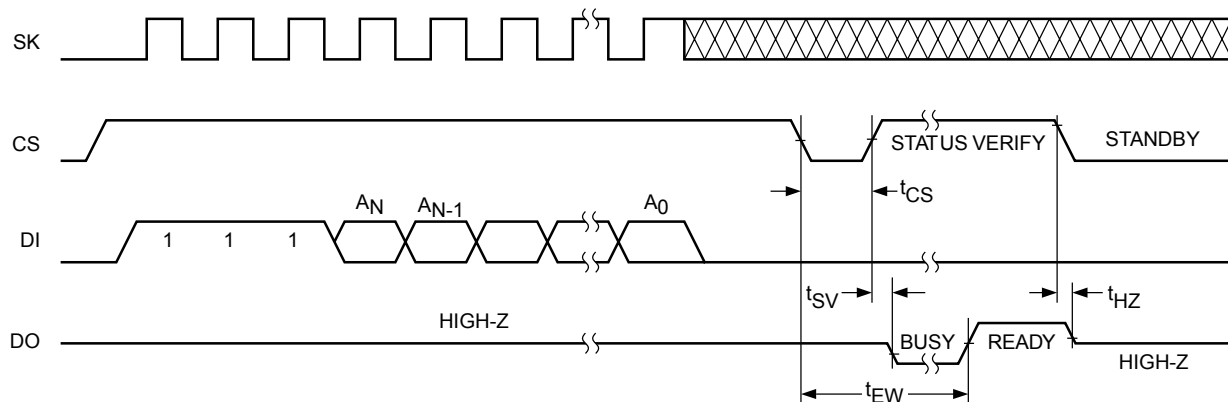 SK
CS
STATUS VERIFY
STANDBY
tCS
AN
AN-1
A0
DI
1 1 1
tSV
tHZ
HIGH-Z
DO
BUSY
READY
HIGH-Z
tEW